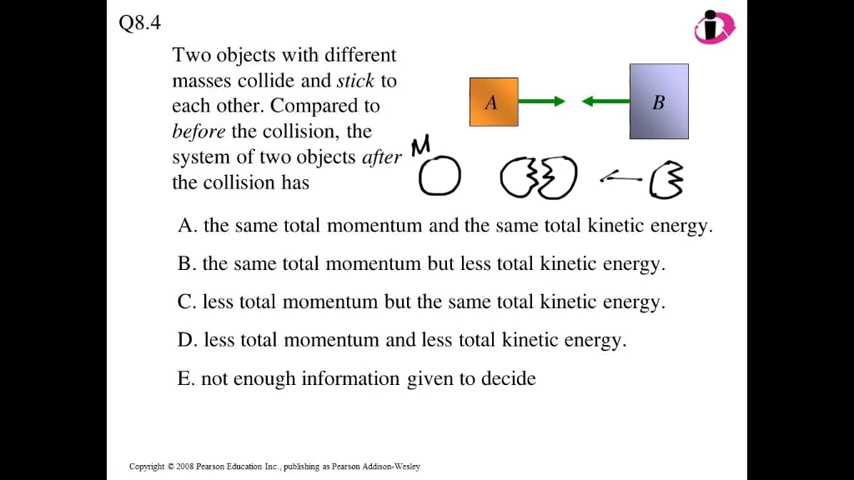 Q8.4
Two objects with different
masses collide and stick to
each other. Compared to
before the collision, the
system of two objects after
the collision has
A
B
M
A. the same total momentum and the same total kinetic energy.
B. the same total momentum but less total kinetic energy.
C. less total momentum but the same total kinetic energy.
D. less total momentum and less total kinetic energy.
E. not enough information given to decide
Copyright © 2008 Pearson Education Inc., publishing as Pearson Addison-Wesley